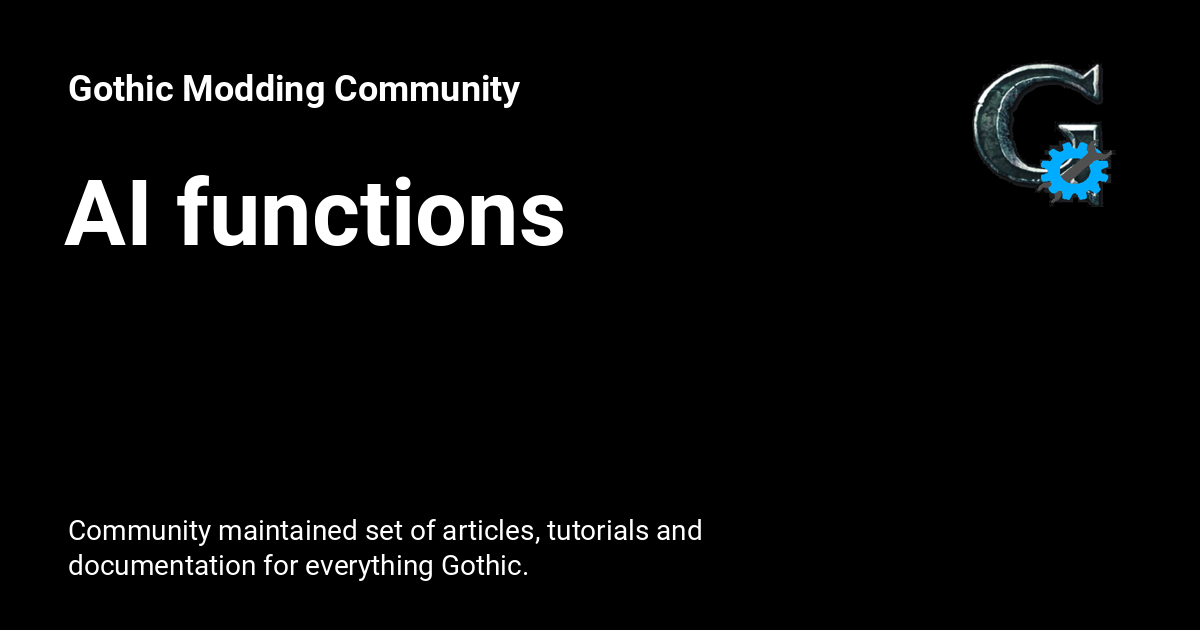 Gothic Modding Community
AI functions
Community maintained set of articles, tutorials and
documentation for everything Gothic.